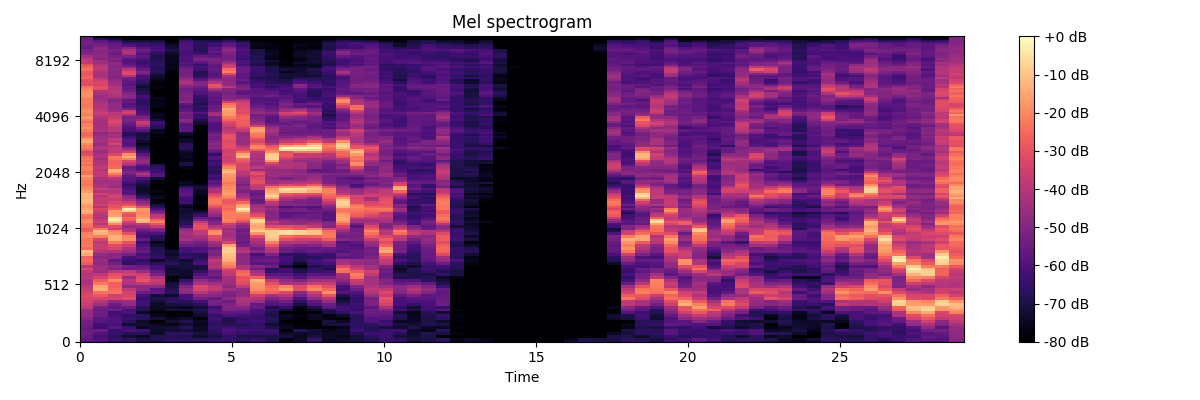 Mel spectrogram
8192
4096
2048
1024
512
0
Hz
0 5 10 15 20 25
Time
+0 dB
-10 dB
-20 dB
-30 dB
-40 dB
-50 dB
-60 dB
-70 dB
-80 dB